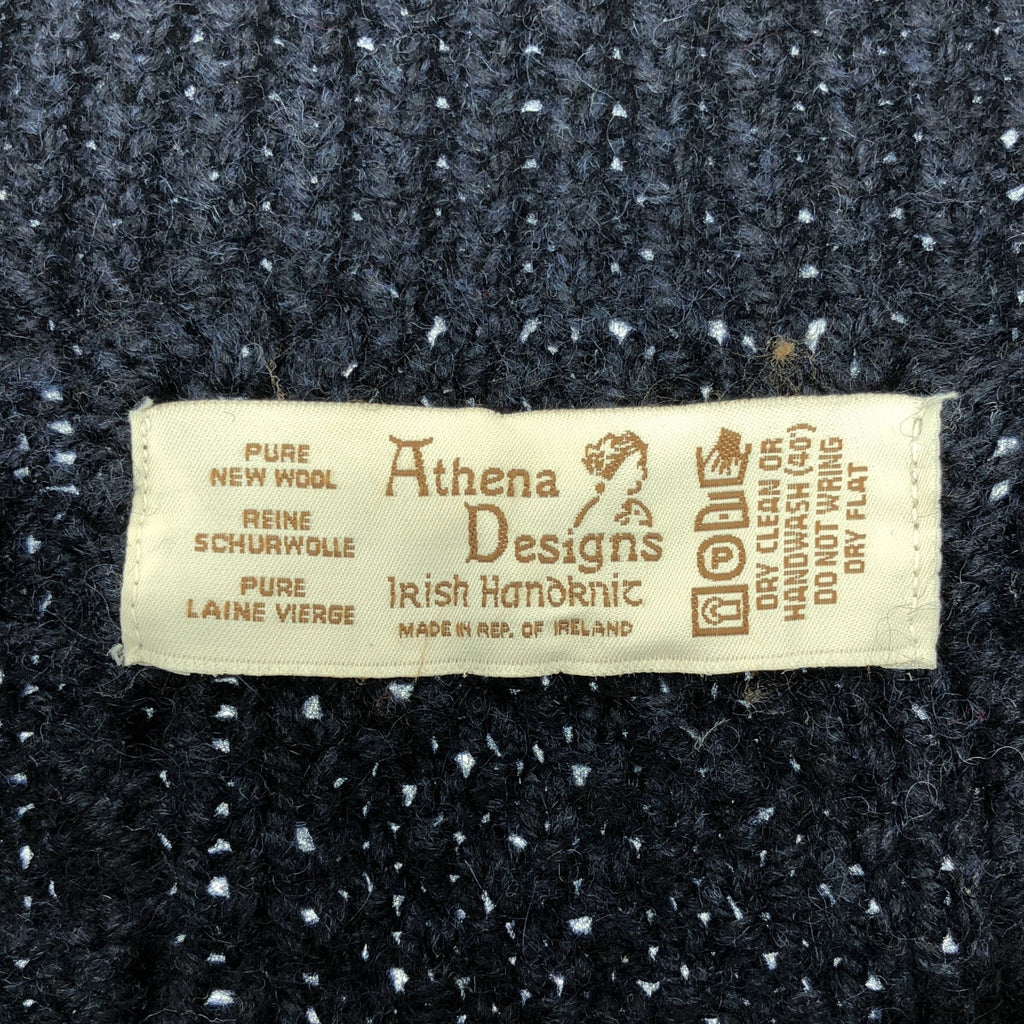 PURE
NEW WOOL
REINE
SCHURWOLLE
PURE
LAINE VIERGE
Athena
Designs
Irish Handknit
MADE IN REP. OF IRELAND
P
DRY CLEAN OR
HANDWASH (40°)
DO NOT WRING
DRY FLAT